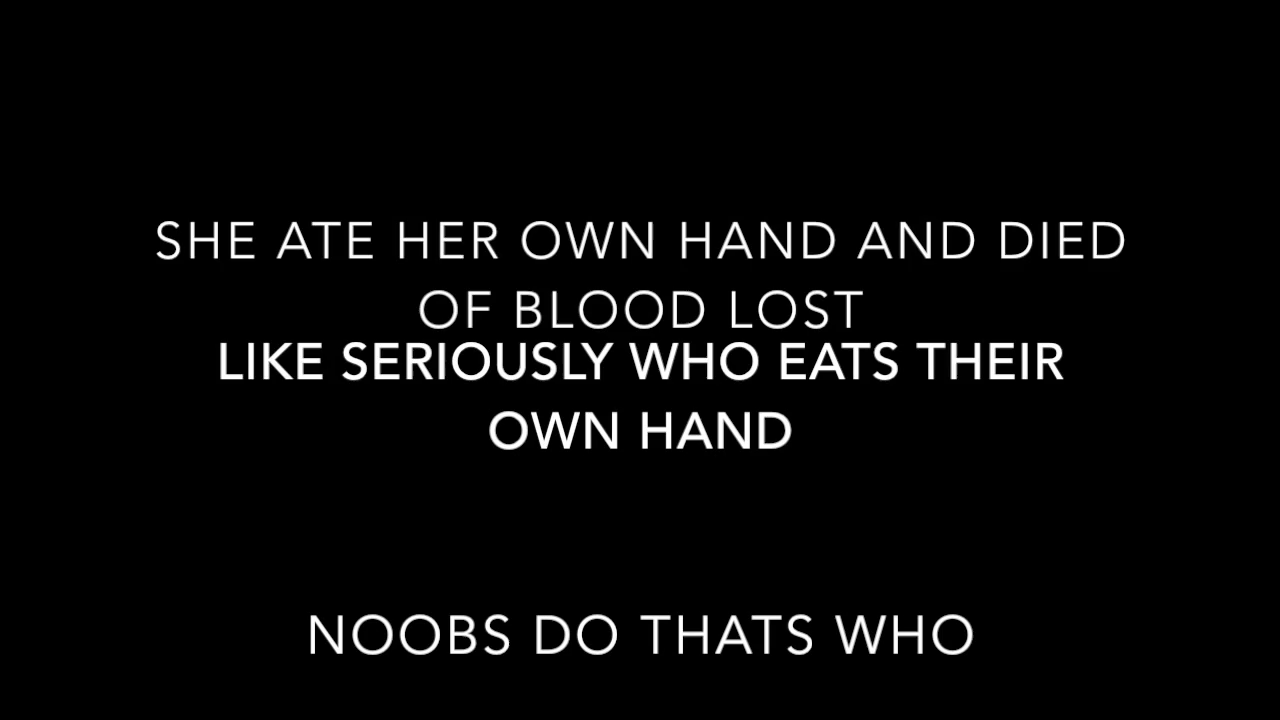 SHE ATE HER OWN HAND AND DIED
OF BLOOD LOST
LIKE SERIOUSLY WHO EATS THEIR
OWN HAND
NOOBS DO THATS WHO